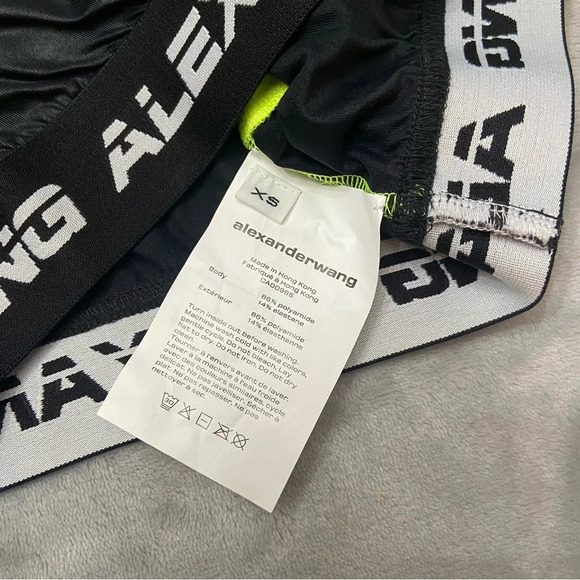 ALEX
NG
XS
alexanderwang
Made in Hong Kong
Fabriqué à Hong Kong
CA00985
Body
86% polyamide
14% elastane
Extérieur
86% polyamide
14% élasthanne
Turn inside out before washing.
Machine wash cold with like colors,
gentle cycle. Do not bleach. Lay
flat to dry. Do not iron. Do not dry
clean.
Tourner à l'envers avant de laver.
Laver à la machine à l'eau froide
avec des couleurs similaires, cycle
délicat. Ne pas javelliser. Sécher à
plat. Ne pas repasser. Ne pas
nettoyer à sec.
30